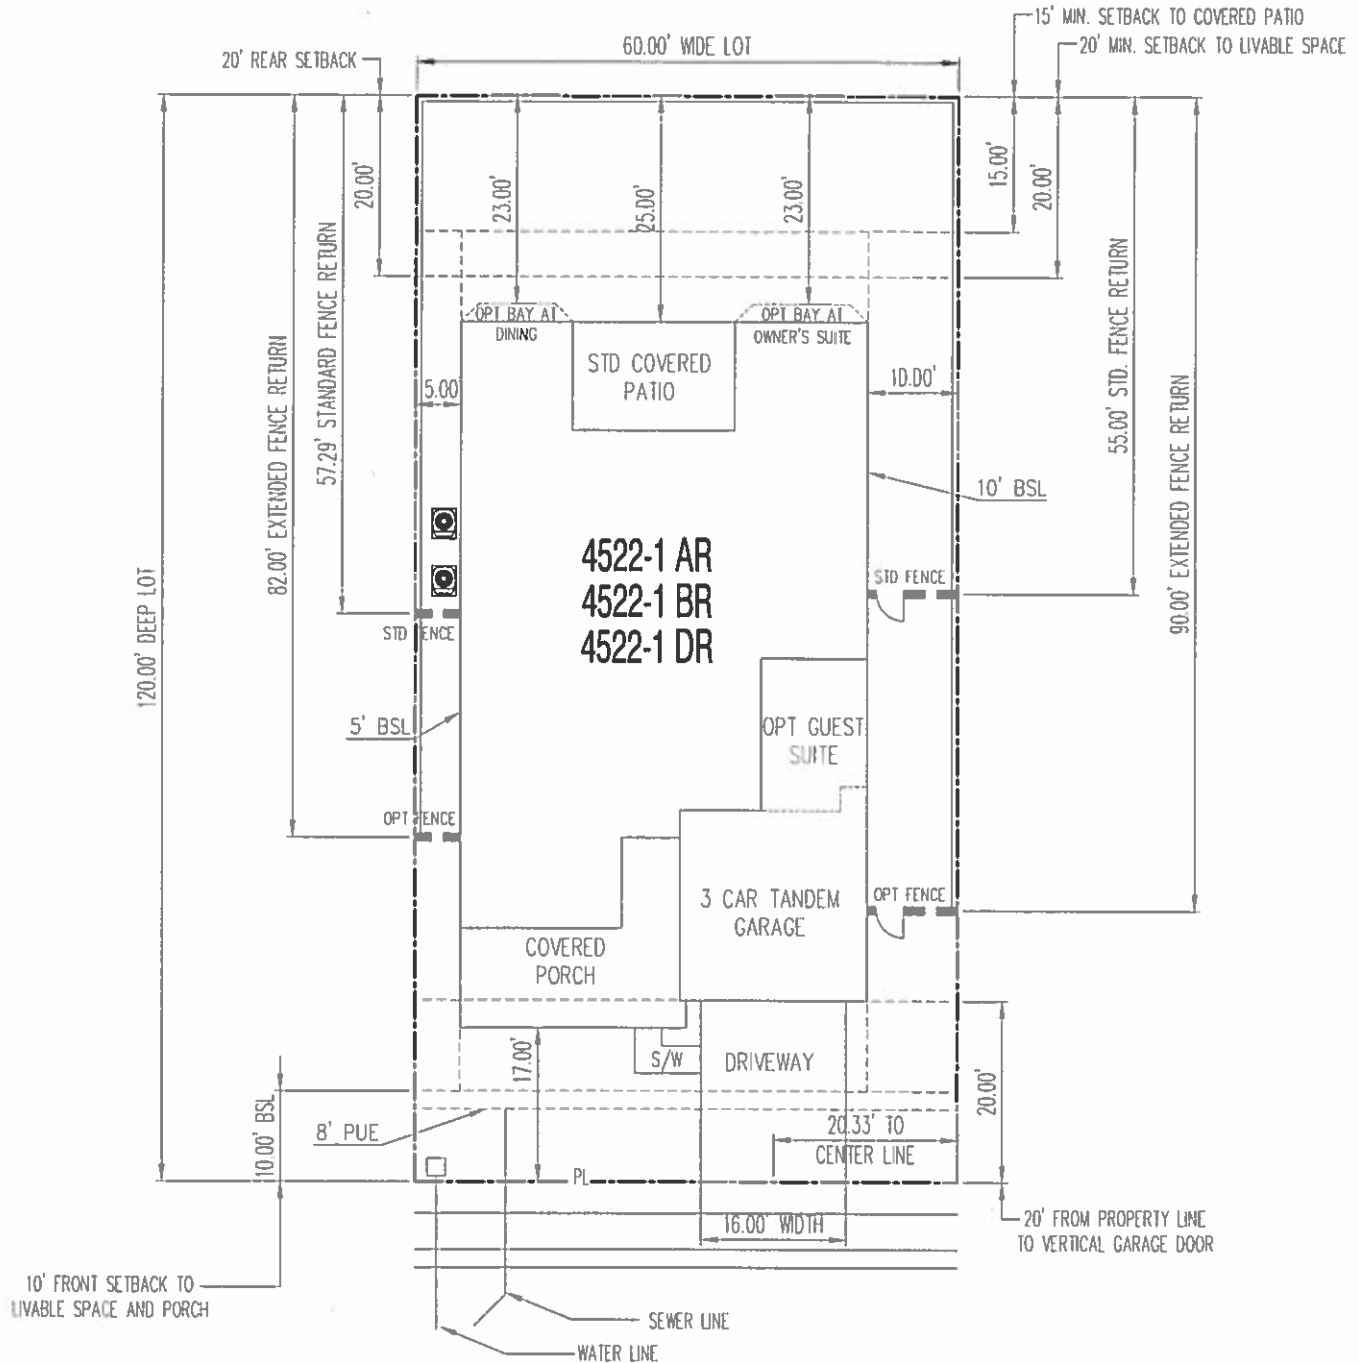 15' MIN. SETBACK TO COVERED PATIO
20' MIN. SETBACK TO LIVABLE SPACE
60.00' WIDE LOT
20' REAR SETBACK
20.00'
23.00'
25.00'
23.00'
15.00'
20.00'
57.29' STANDARD FENCE RETURN
82.00' EXTENDED FENCE RETURN
120.00' DEEP LOT
55.00' STD. FENCE RETURN
90.00' EXTENDED FENCE RETURN
OPT BAY AT
DINING
OPT BAY AT
OWNER'S SUITE
STD COVERED
PATIO
5.00'
10.00'
10' BSL
4522-1 AR
4522-1 BR
4522-1 DR
STD FENCE
STD FENCE
5' BSL
OPT GUEST
SUITE
OPT FENCE
3 CAR TANDEM
GARAGE
OPT FENCE
COVERED
PORCH
17.00'
S/W
DRIVEWAY
20.00'
10.00' BSL
8' PUE
20.33' TO
CENTER LINE
PL
16.00' WIDTH
20' FROM PROPERTY LINE
TO VERTICAL GARAGE DOOR
10' FRONT SETBACK TO
LIVABLE SPACE AND PORCH
SEWER LINE
WATER LINE